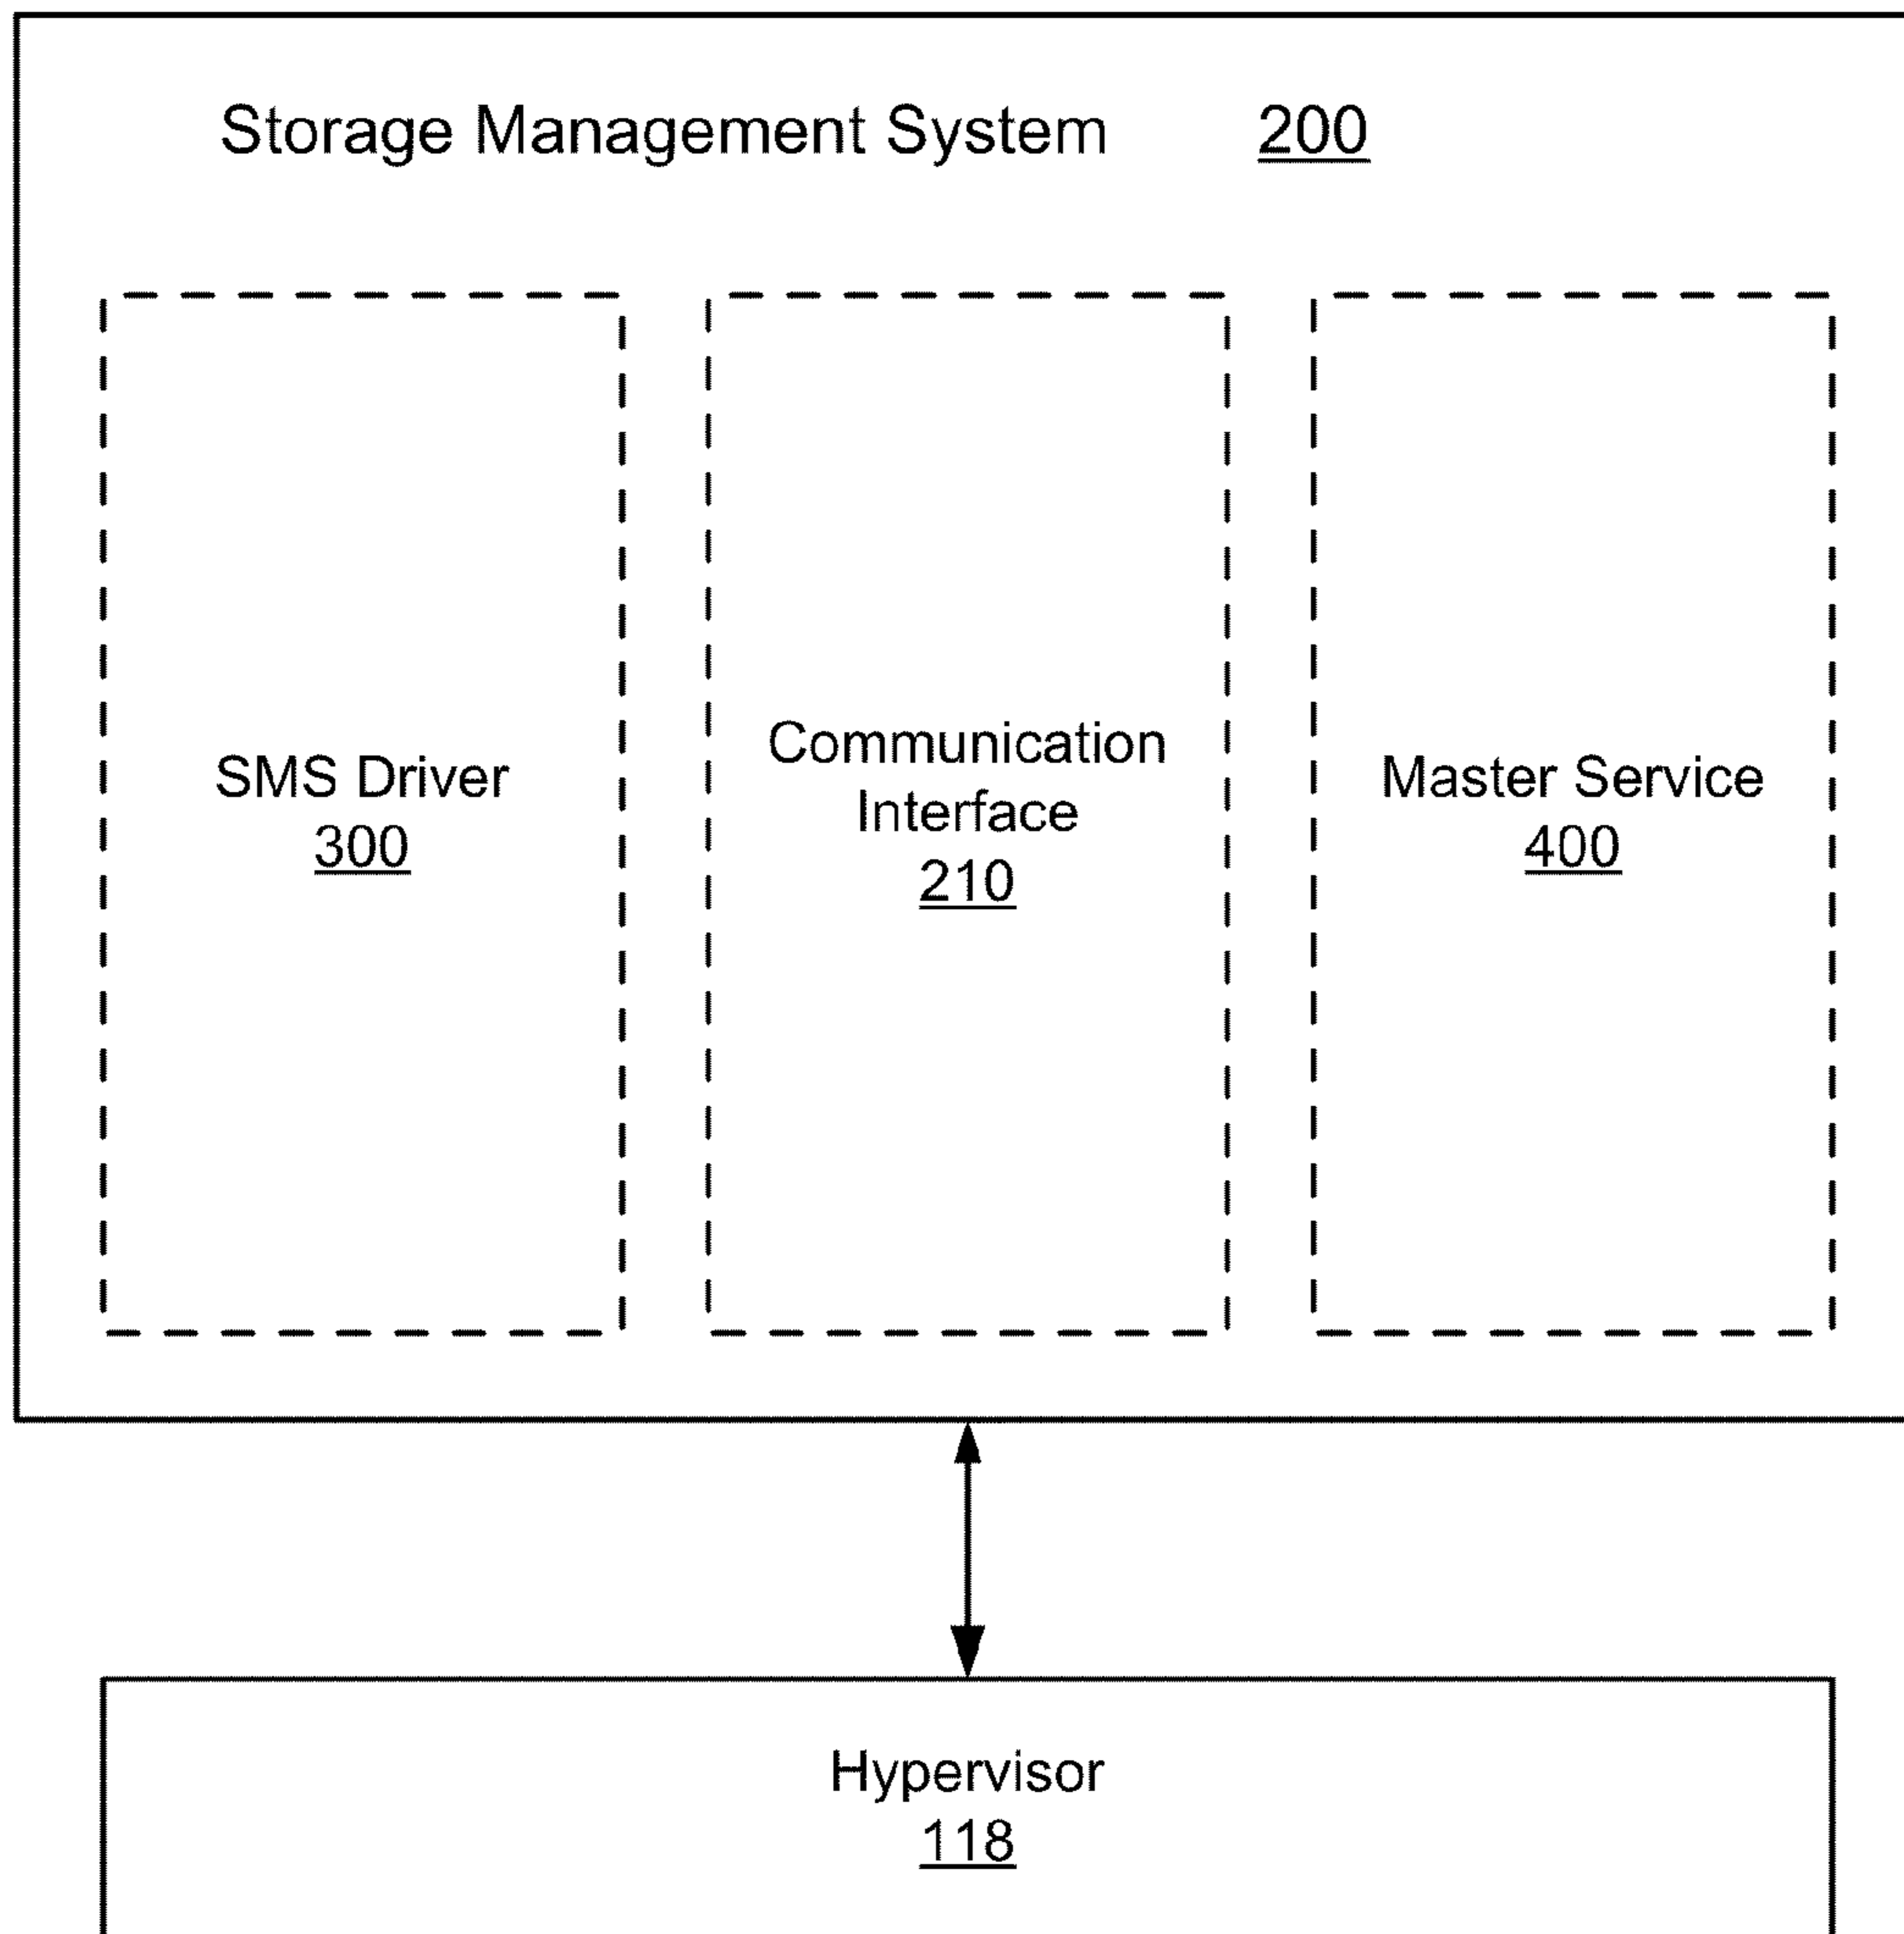 Storage Management System 200
SMS Driver
300
Communication
Interface
210
Master Service
400
Hypervisor
118